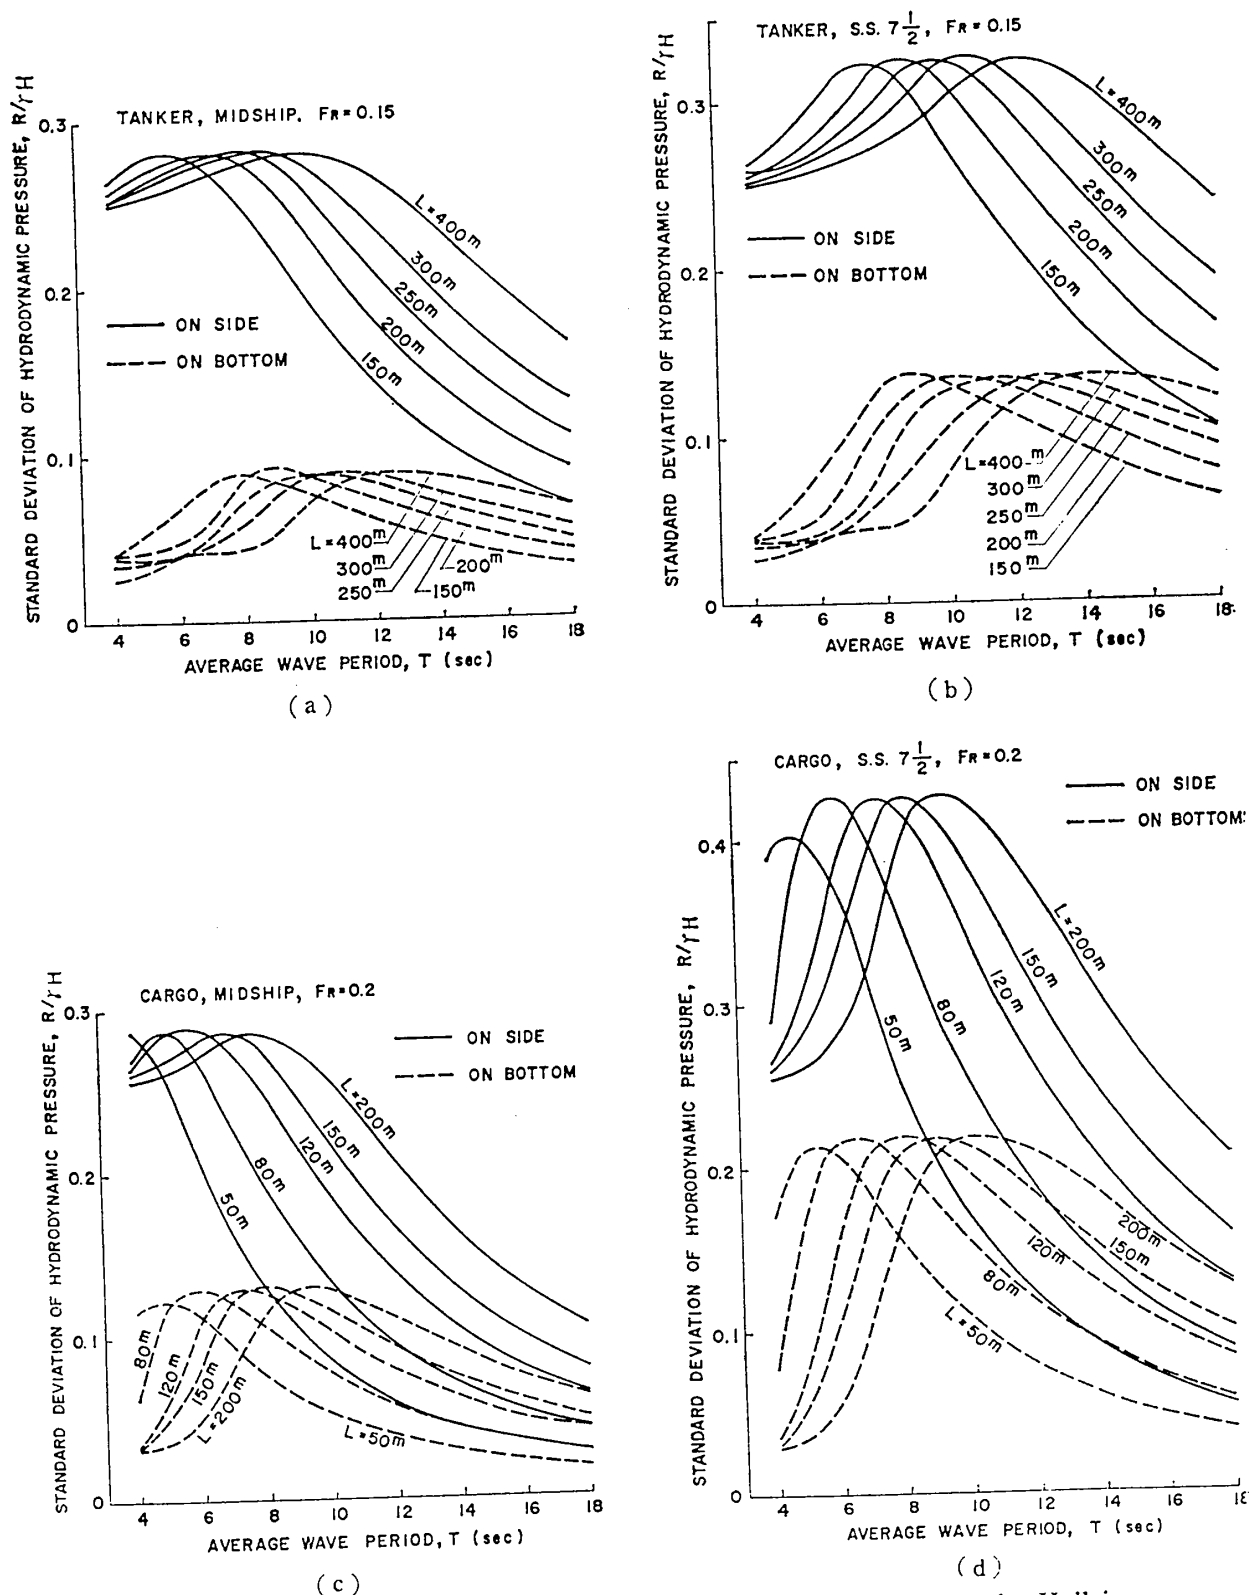 TANKER, MIDSHIP. FR=0.15
STANDARD DEVIATION OF HYDRODYNAMIC PRESSURE, R/γH
0.3
0.2
0.1
0
L=400m
300m
250m
200m
150m
ON SIDE
ON BOTTOM
L=400m
300m
250m
200m
150m
4 6 8 10 12 14 16 18
AVERAGE WAVE PERIOD, T (sec)
(a)
TANKER, S.S. 7 1/2, FR=0.15
STANDARD DEVIATION OF HYDRODYNAMIC PRESSURE, R/γH
0.3
0.2
0.1
0
L=400m
300m
250m
200m
150m
ON SIDE
ON BOTTOM
L=400m
300m
250m
200m
150m
4 6 8 10 12 14 16 18
AVERAGE WAVE PERIOD, T (sec)
(b)
CARGO, MIDSHIP, FR=0.2
STANDARD DEVIATION OF HYDRODYNAMIC PRESSURE, R/γH
0.3
0.2
0.1
0
ON SIDE
ON BOTTOM
L=200m
150m
120m
80m
50m
80m
120m
150m
L=200m
L=50m
4 6 8 10 12 14 16 18
AVERAGE WAVE PERIOD, T (sec)
(c)
CARGO, S.S. 7 1/2, FR=0.2
STANDARD DEVIATION OF HYDRODYNAMIC PRESSURE, R/γH
0.4
0.3
0.2
0.1
0
ON SIDE
ON BOTTOM
L=200m
150m
120m
80m
50m
200m
150m
120m
80m
L=50m
4 6 8 10 12 14 16 18
AVERAGE WAVE PERIOD, T (sec)
(d)